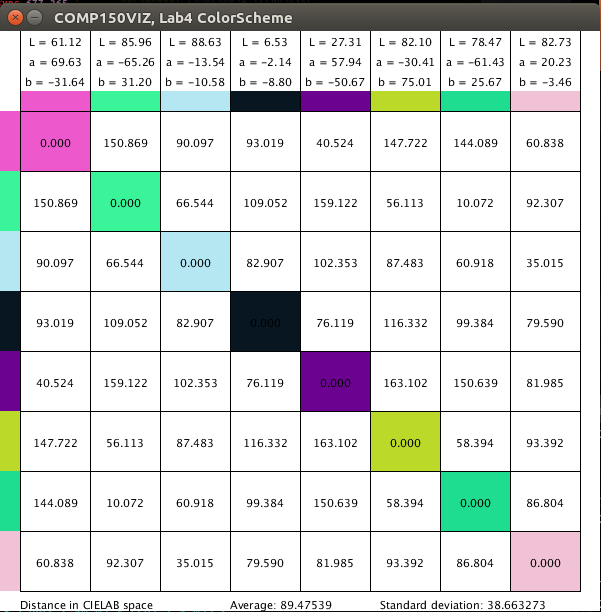 COMP150VIZ, Lab4 ColorScheme
L = 61.12 L = 85.96 L = 88.63 L = 6.53 L = 27.31 L = 82.10 L = 78.47 L = 82.73
a = 69.63 a = -65.26 a = -13.54 a = -2.14 a = 57.94 a = -30.41 a = -61.43 a = 20.23
b = -31.64 b = 31.20 b = -10.58 b = -8.80 b = -50.67 b = 75.01 b = 25.67 b = -3.46
0.000 150.869 90.097 93.019 40.524 147.722 144.089 60.838
150.869 0.000 66.544 109.052 159.122 56.113 10.072 92.307
90.097 66.544 0.000 82.907 102.353 87.483 60.918 35.015
93.019 109.052 82.907 0.000 76.119 116.332 99.384 79.590
40.524 159.122 102.353 76.119 0.000 163.102 150.639 81.985
147.722 56.113 87.483 116.332 163.102 0.000 58.394 93.392
144.089 10.072 60.918 99.384 150.639 58.394 0.000 86.804
60.838 92.307 35.015 79.590 81.985 93.392 86.804 0.000
Distance in CIELAB space Average: 89.47539 Standard deviation: 38.663273